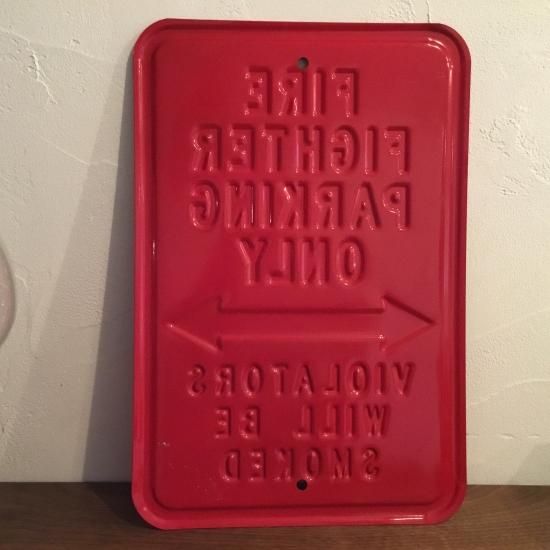 FIRE
FIGHTER
PARKING
ONLY
VIOLATORS
WILL BE
SMOKED